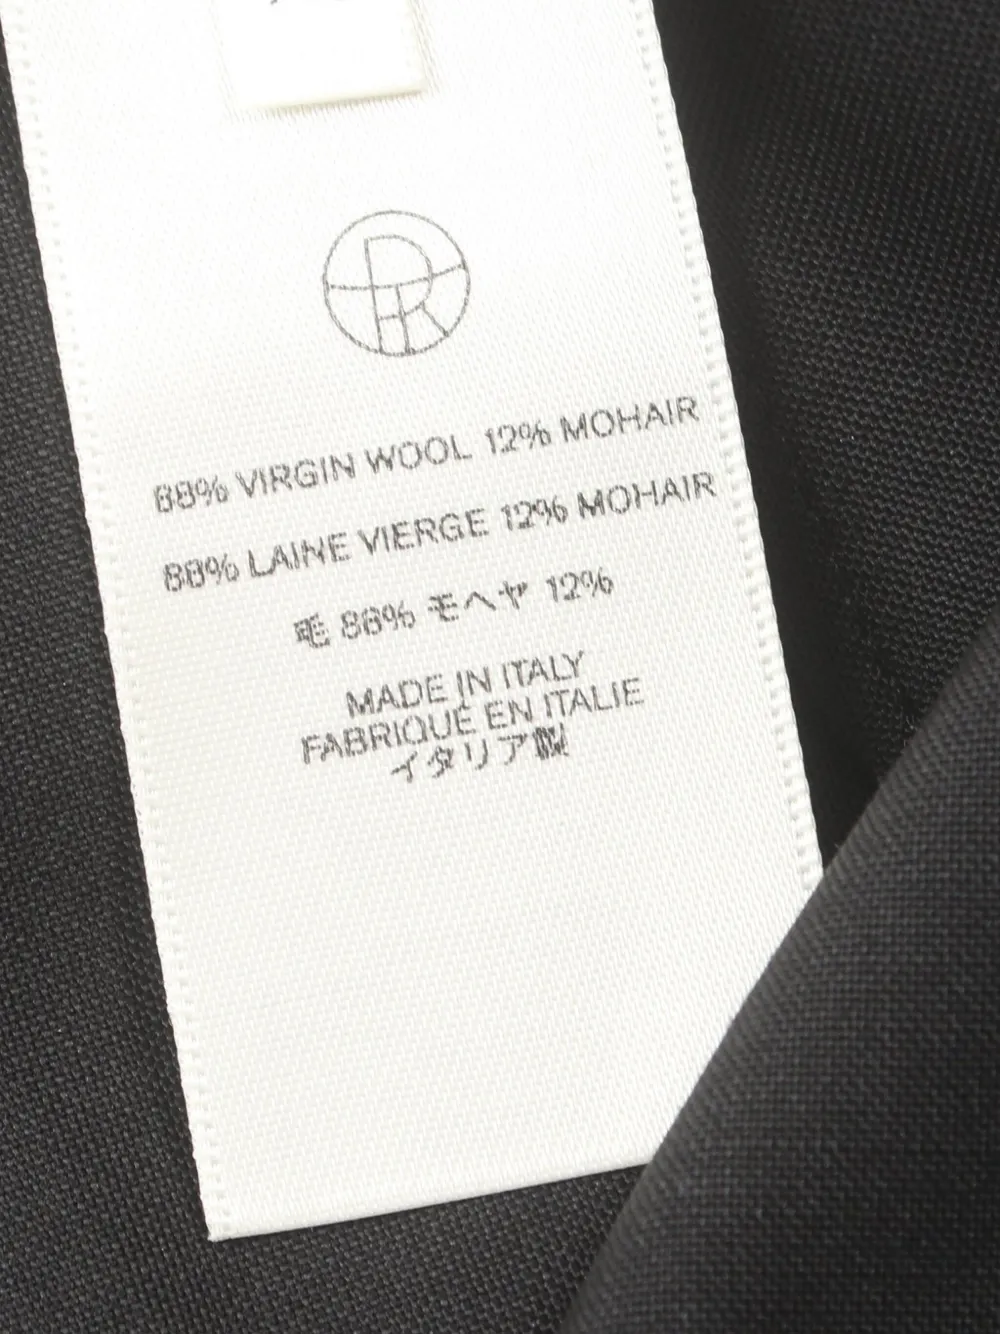 88% VIRGIN WOOL 12% MOHAIR
88% LAINE VIERGE 12% MOHAIR
毛 88% モヘヤ 12%
MADE IN ITALY
FABRIQUÉ EN ITALIE
イタリア製